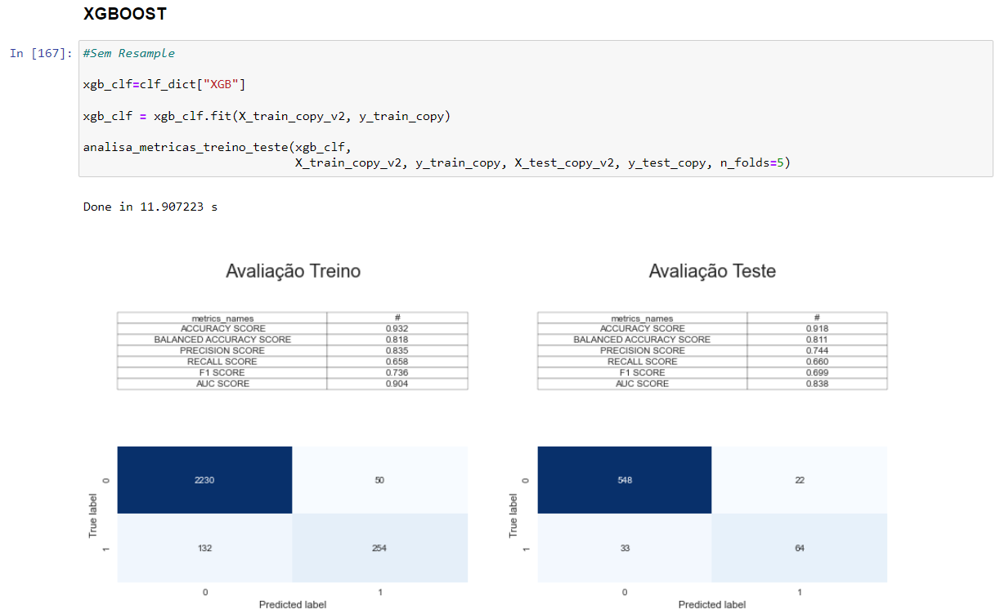 XGBOOST
In [167]:
#Sem Resample
xgb_clf=clf_dict["XGB"]
xgb_clf = xgb_clf.fit(X_train_copy_v2, y_train_copy)
analisa_metricas_treino_teste(xgb_clf,
X_train_copy_v2, y_train_copy, X_test_copy_v2, y_test_copy, n_folds=5)
Done in 11.907223 s
Avaliação Treino
metrics_names #
ACCURACY SCORE 0.932
BALANCED ACCURACY SCORE 0.818
PRECISION SCORE 0.835
RECALL SCORE 0.658
F1 SCORE 0.736
AUC SCORE 0.904
True label
0 2230 50
1 132 254
0 1
Predicted label
Avaliação Teste
metrics_names #
ACCURACY SCORE 0.918
BALANCED ACCURACY SCORE 0.811
PRECISION SCORE 0.744
RECALL SCORE 0.660
F1 SCORE 0.699
AUC SCORE 0.838
True label
0 548 22
1 33 64
0 1
Predicted label